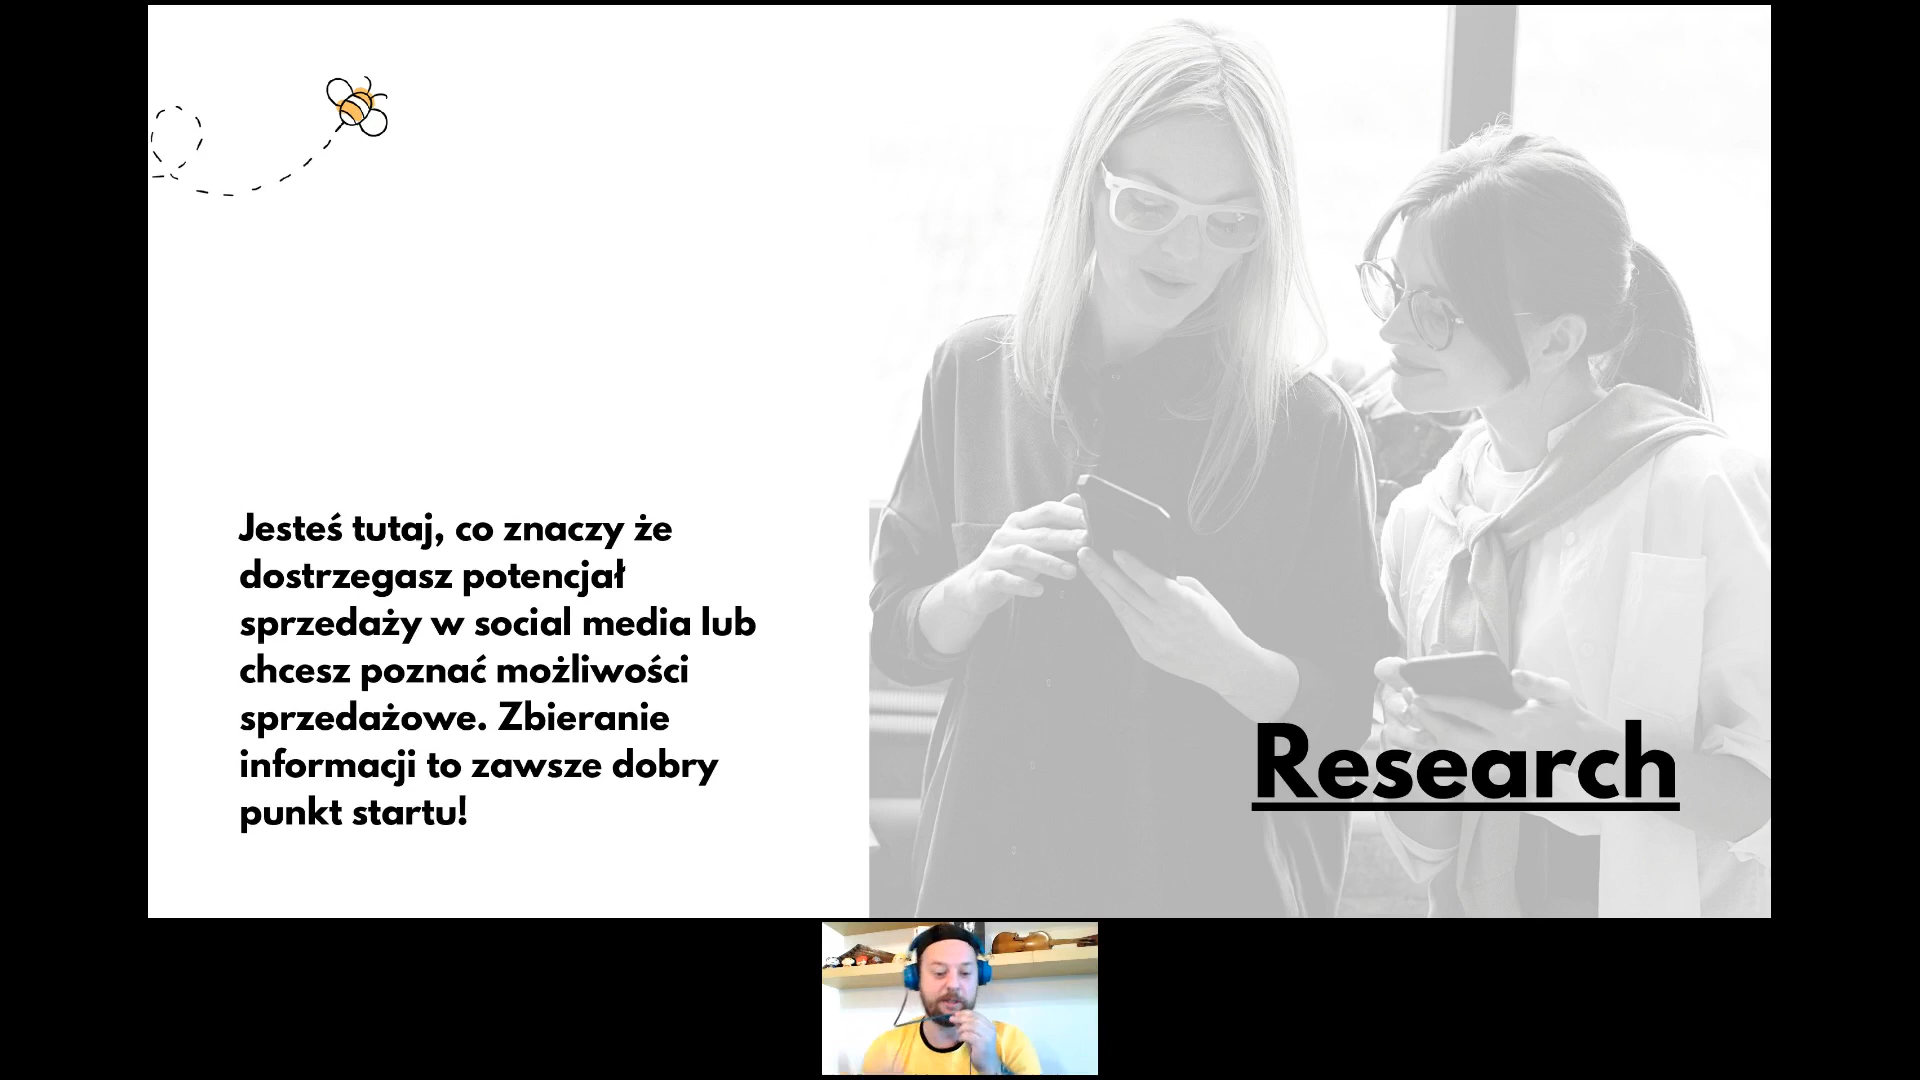 Jesteś tutaj, co znaczy że
dostrzegasz potencjał
sprzedaży w social media lub
chcesz poznać możliwości
sprzedażowe. Zbieranie
informacji to zawsze dobry
punkt startu!
Research